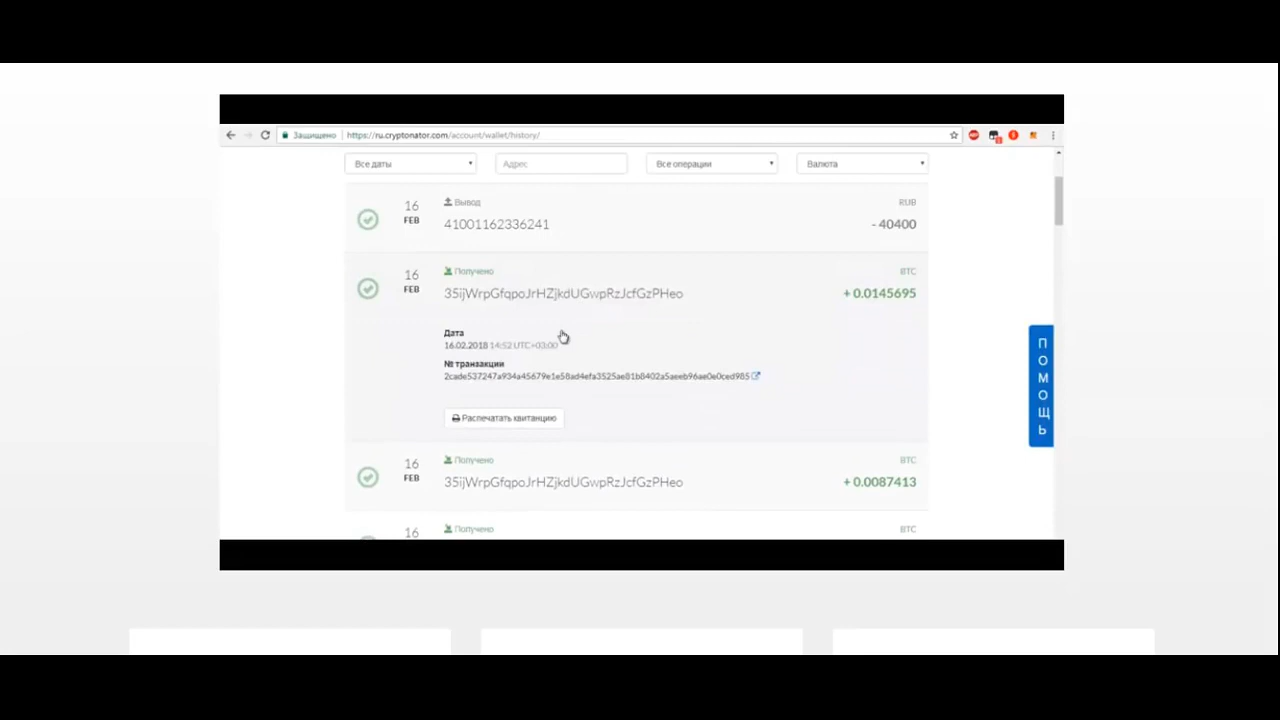 Защищено https://ru.cryptonator.com/account/wallet/history/
Все даты Адрес Все операции Валюта
16 FEB Вывод RUB
41001162336241 - 40400
16 FEB Получено BTC
35ijWrpGfqpoJrHZjkdUGwpRzJcfGzPHeo + 0.0145695
Дата
16.02.2018 14:52 UTC+03:00
№ транзакции
2cade537247a934a45679e1e58ad4efa3525ae81b8402a5aeeb96ae0e0ced985
Распечатать квитанцию
16 FEB Получено BTC
35ijWrpGfqpoJrHZjkdUGwpRzJcfGzPHeo + 0.0087413
16 Получено BTC
ПОМОЩЬ